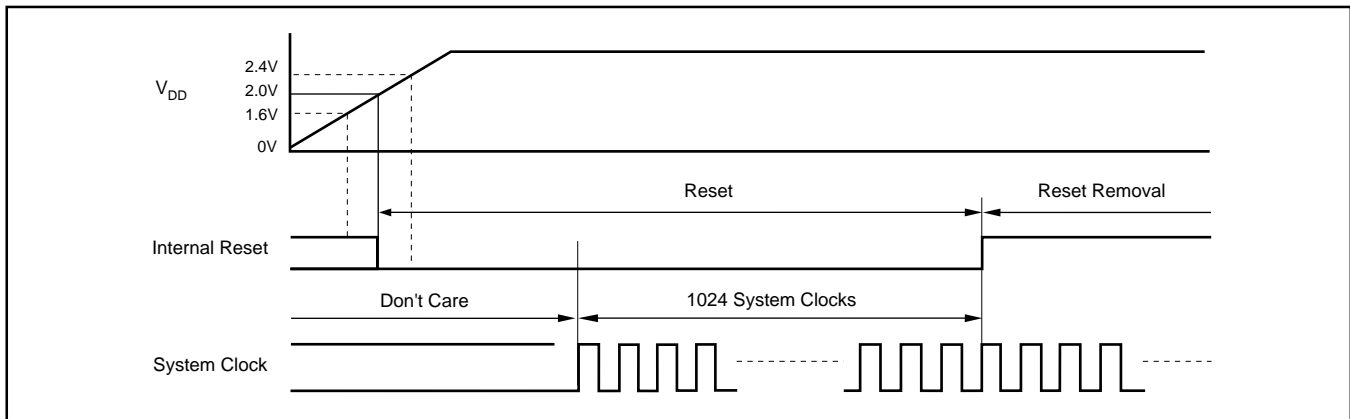 2.4V
V_DD
2.0V
1.6V
0V
Reset
Reset Removal
Internal Reset
Don't Care
1024 System Clocks
System Clock